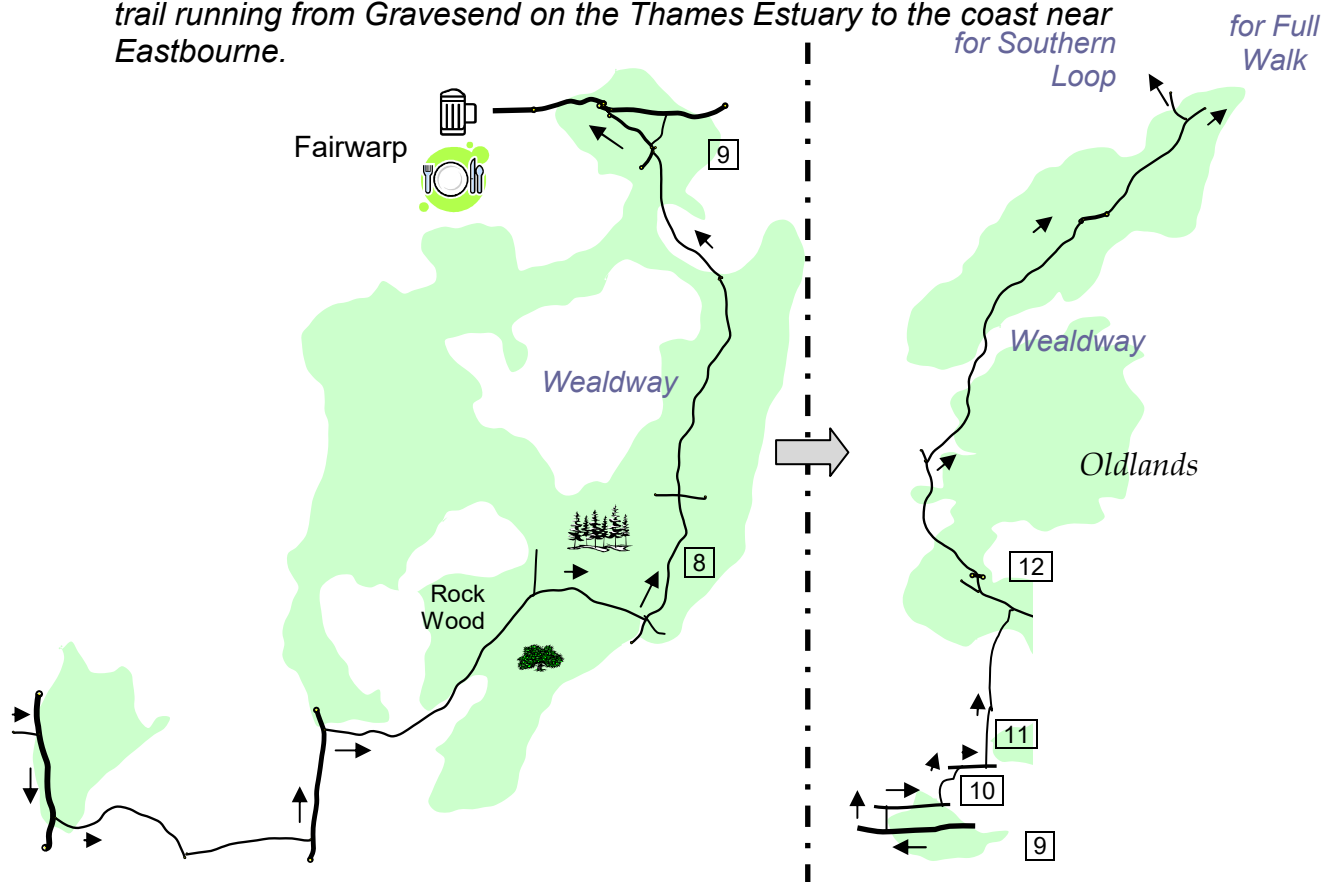 trail running from Gravesend on the Thames Estuary to the coast near
Eastbourne.
for Southern
Loop
for Full
Walk
Fairwarp
9
Wealdway
8
Rock
Wood
Wealdway
Oldlands
12
11
10
9